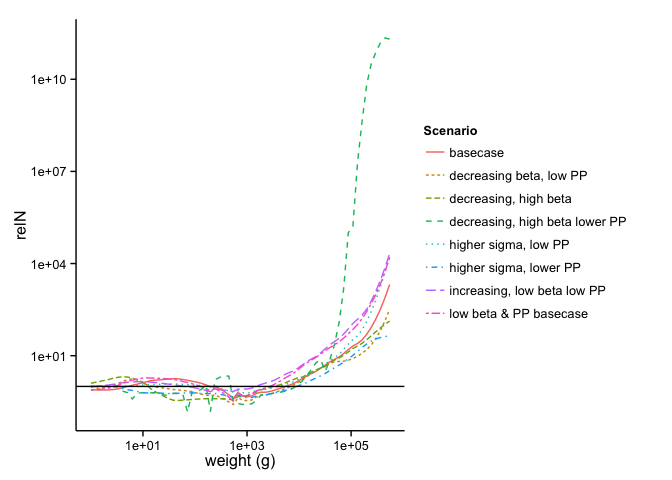 1e+10
1e+07
1e+04
1e+01
relN
1e+01
1e+03
1e+05
weight (g)
Scenario
basecase
decreasing beta, low PP
decreasing, high beta
decreasing, high beta lower PP
higher sigma, low PP
higher sigma, lower PP
increasing, low beta low PP
low beta & PP basecase